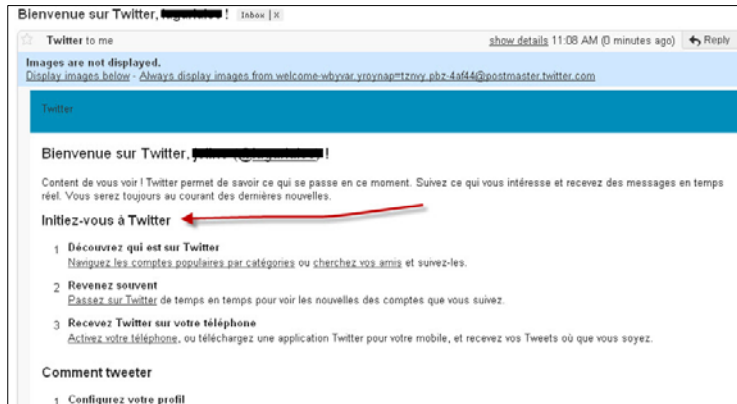 Bienvenue sur Twitter, ! Inbox | X
Twitter to me show details 11:08 AM (0 minutes ago) Reply
Images are not displayed.
Display images below - Always display images from welcome-wbyvar.yroynap=tznvy.pbz-4af44@postmaster.twitter.com
Twitter
Bienvenue sur Twitter, !
Content de vous voir ! Twitter permet de savoir ce qui se passe en ce moment. Suivez ce qui vous intéresse et recevez des messages en temps
réel. Vous serez toujours au courant des dernières nouvelles.
Initiez-vous à Twitter
1 Découvrez qui est sur Twitter
Naviguez les comptes populaires par catégories ou cherchez vos amis et suivez-les.
2 Revenez souvent
Passez sur Twitter de temps en temps pour voir les nouvelles des comptes que vous suivez.
3 Recevez Twitter sur votre téléphone
Activez votre téléphone, ou téléchargez une application Twitter pour votre mobile, et recevez vos Tweets où que vous soyez.
Comment tweeter
1 Configurez votre profil